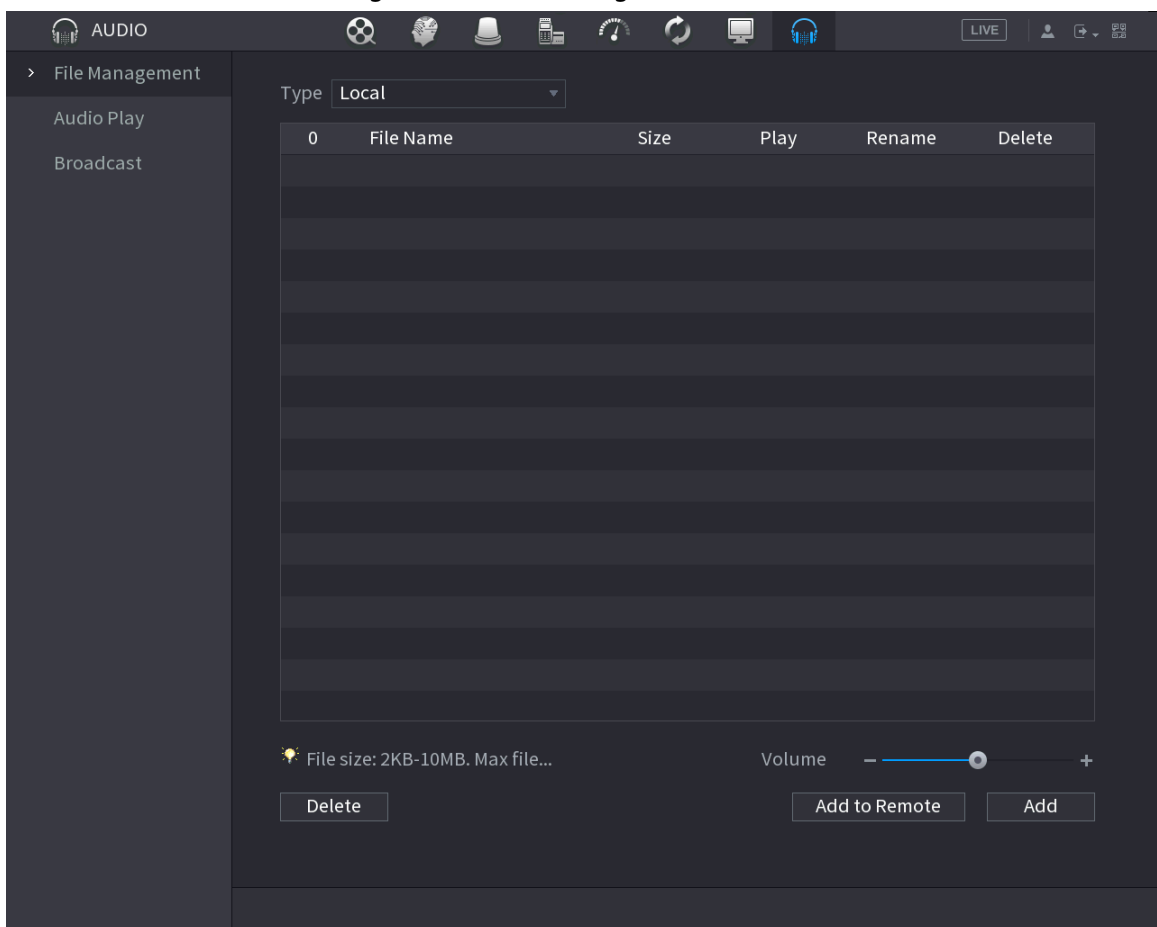 AUDIO
LIVE
File Management
Audio Play
Broadcast
Type Local
0 File Name Size Play Rename Delete
File size: 2KB-10MB. Max file...
Volume
Delete Add to Remote Add